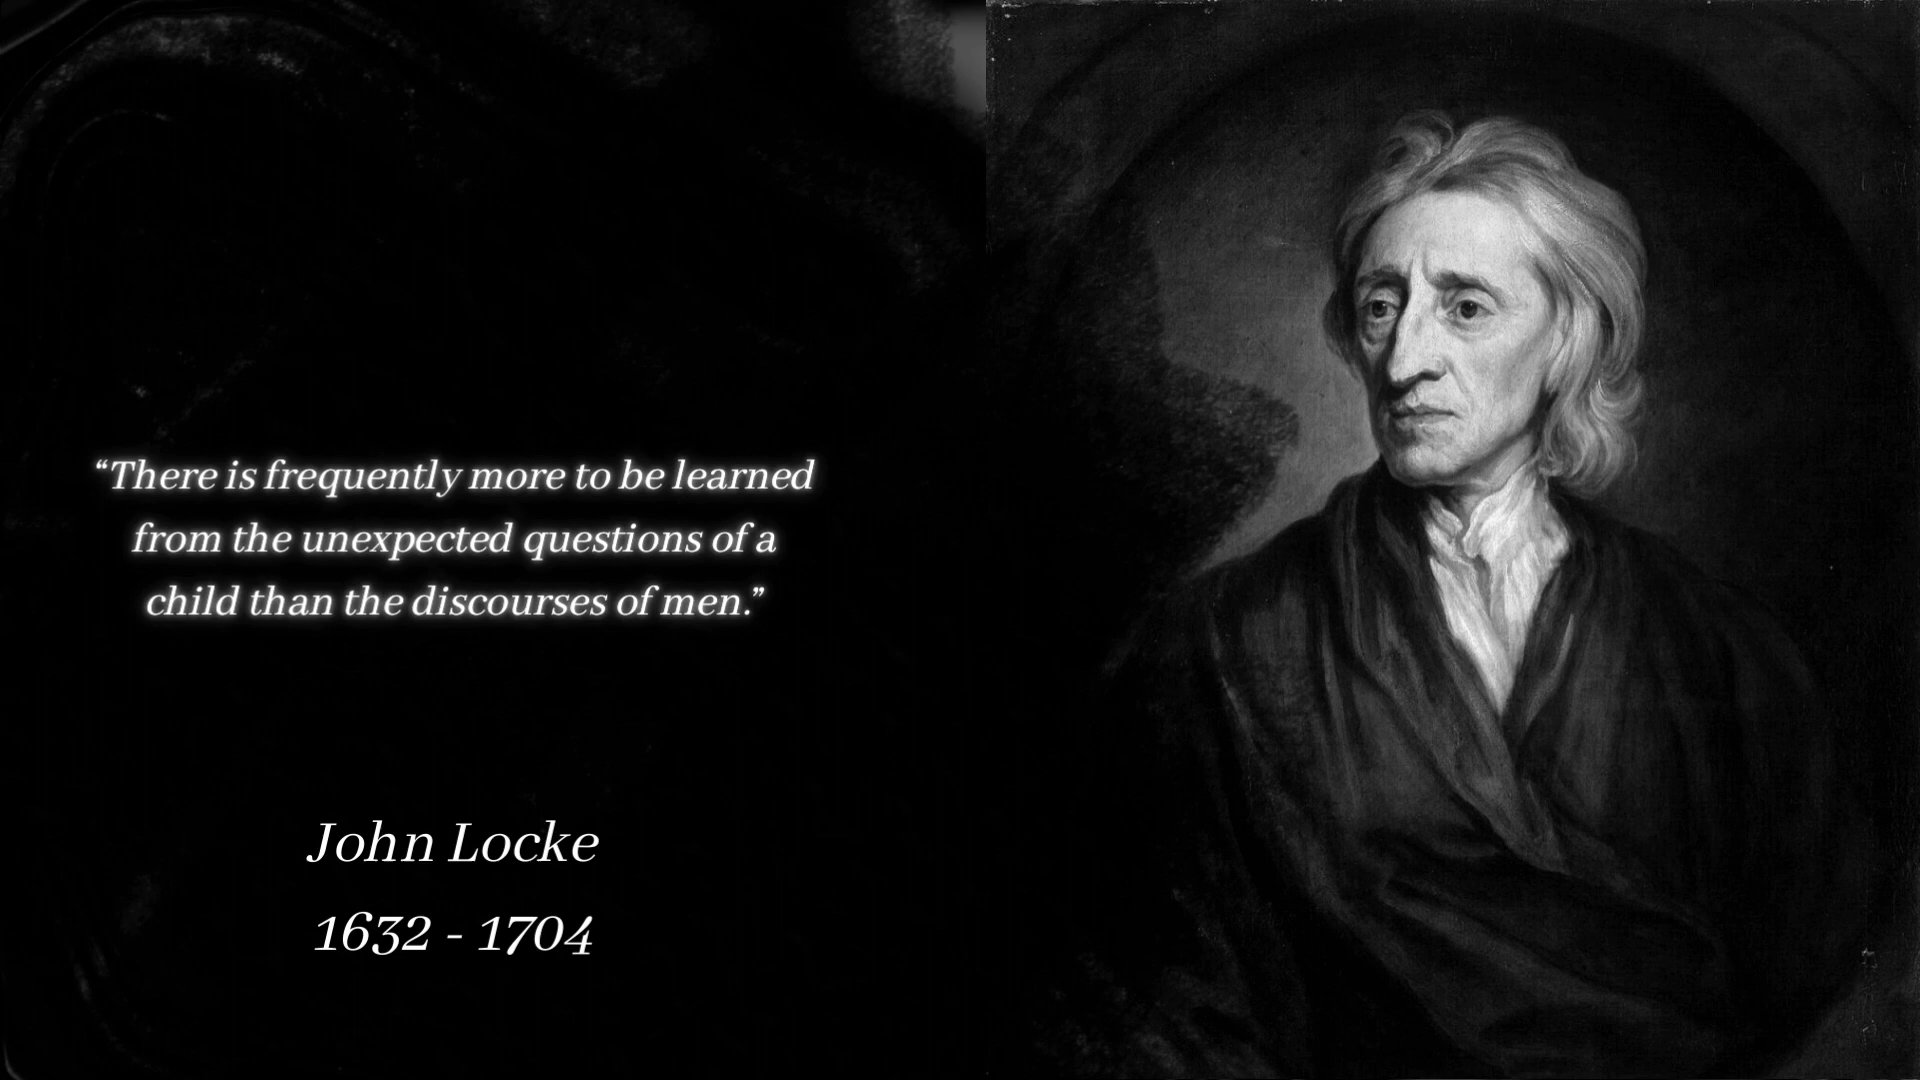 “There is frequently more to be learned
from the unexpected questions of a
child than the discourses of men.”
John Locke
1632 - 1704